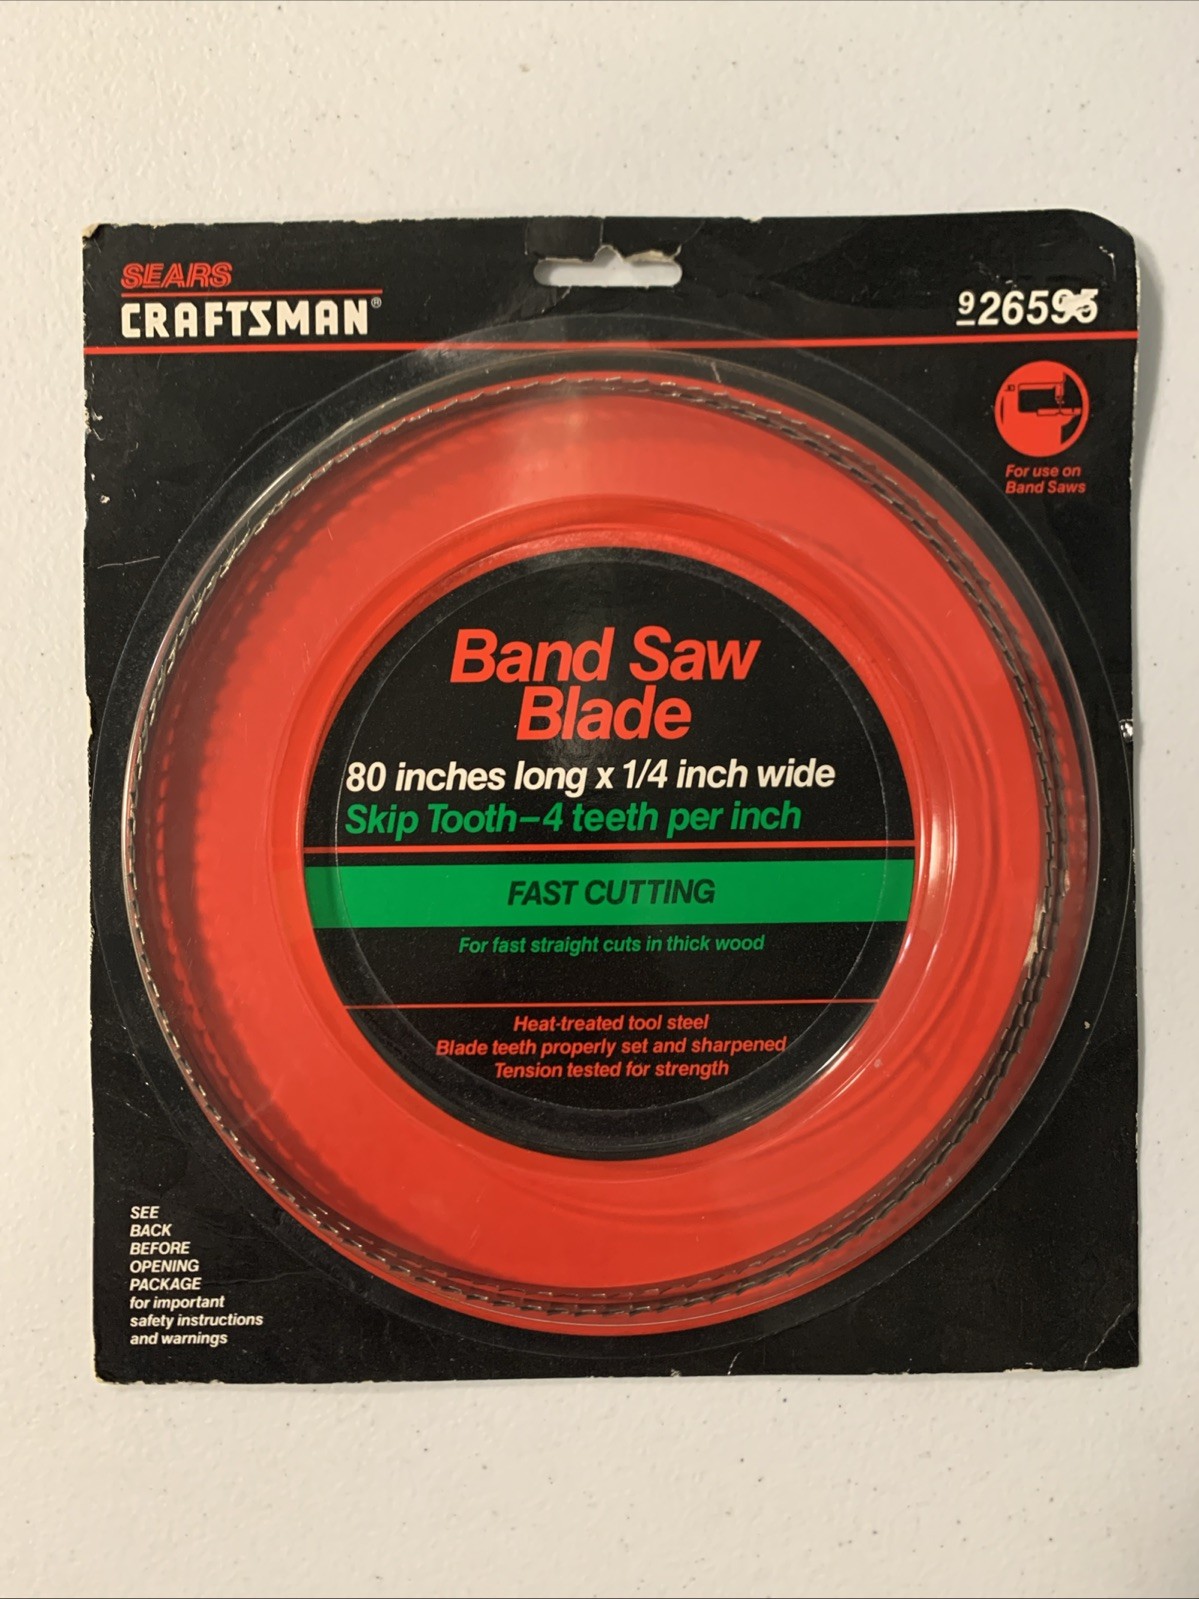 SEARS
CRAFTSMAN®
9 26595
For use on
Band Saws
Band Saw
Blade
80 inches long x 1/4 inch wide
Skip Tooth–4 teeth per inch
FAST CUTTING
For fast straight cuts in thick wood
Heat-treated tool steel
Blade teeth properly set and sharpened
Tension tested for strength
SEE
BACK
BEFORE
OPENING
PACKAGE
for important
safety instructions
and warnings